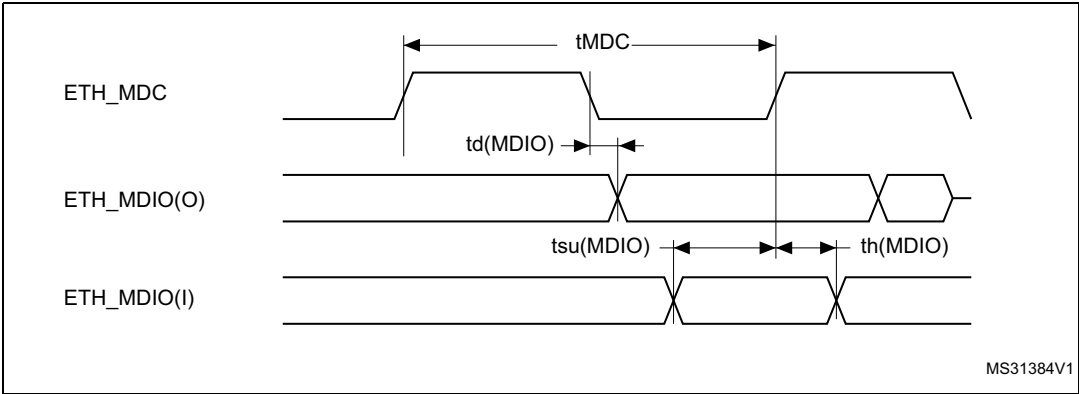 tMDC
ETH_MDC
td(MDIO)
ETH_MDIO(O)
tsu(MDIO)
th(MDIO)
ETH_MDIO(I)
MS31384V1